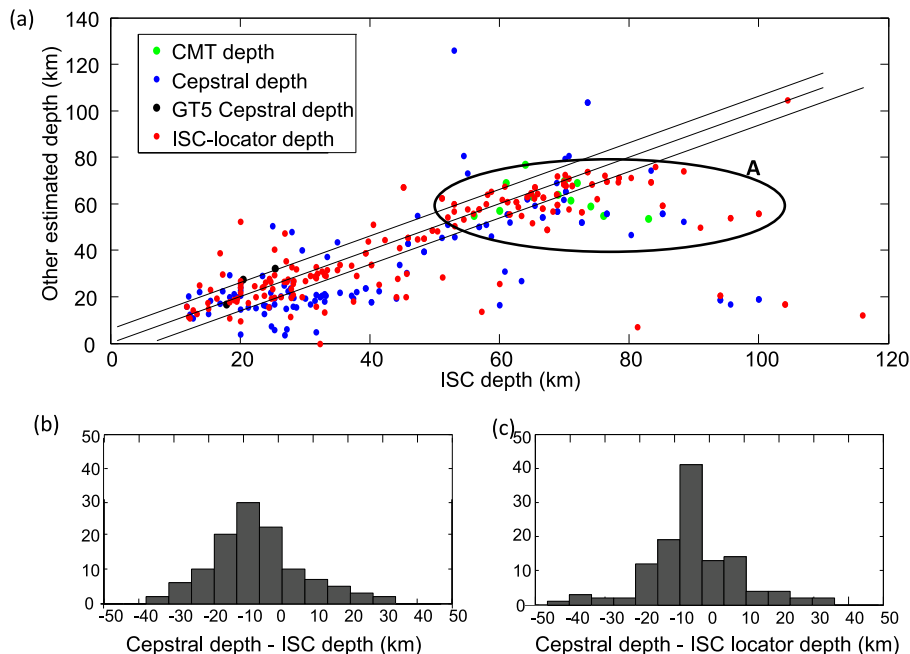 (a)
Other estimated depth (km)
140
120
100
80
60
40
20
0
CMT depth
Cepstral depth
GT5 Cepstral depth
ISC-locator depth
A
0 20 40 60 80 100 120
ISC depth (km)
(b)
50
40
30
20
10
0
-50 -40 -30 -20 -10 0 10 20 30 40 50
Cepstral depth - ISC depth (km)
(c)
50
40
30
20
10
0
-50 -40 -30 -20 -10 0 10 20 30 40 50
Cepstral depth - ISC locator depth (km)